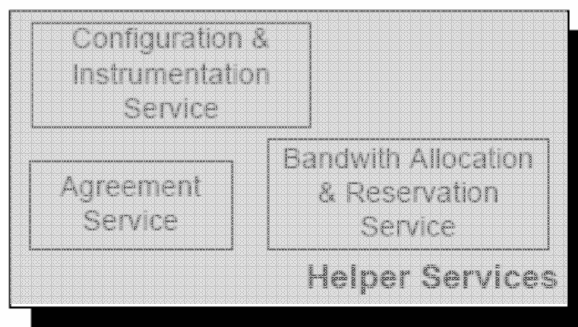 Configuration &
Instrumentation
Service
Agreement
Service
Bandwith Allocation
& Reservation
Service
Helper Services